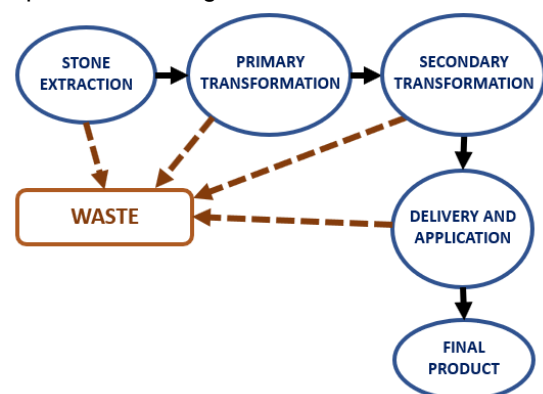 STONE
EXTRACTION
PRIMARY
TRANSFORMATION
SECONDARY
TRANSFORMATION
WASTE
DELIVERY AND
APPLICATION
FINAL
PRODUCT